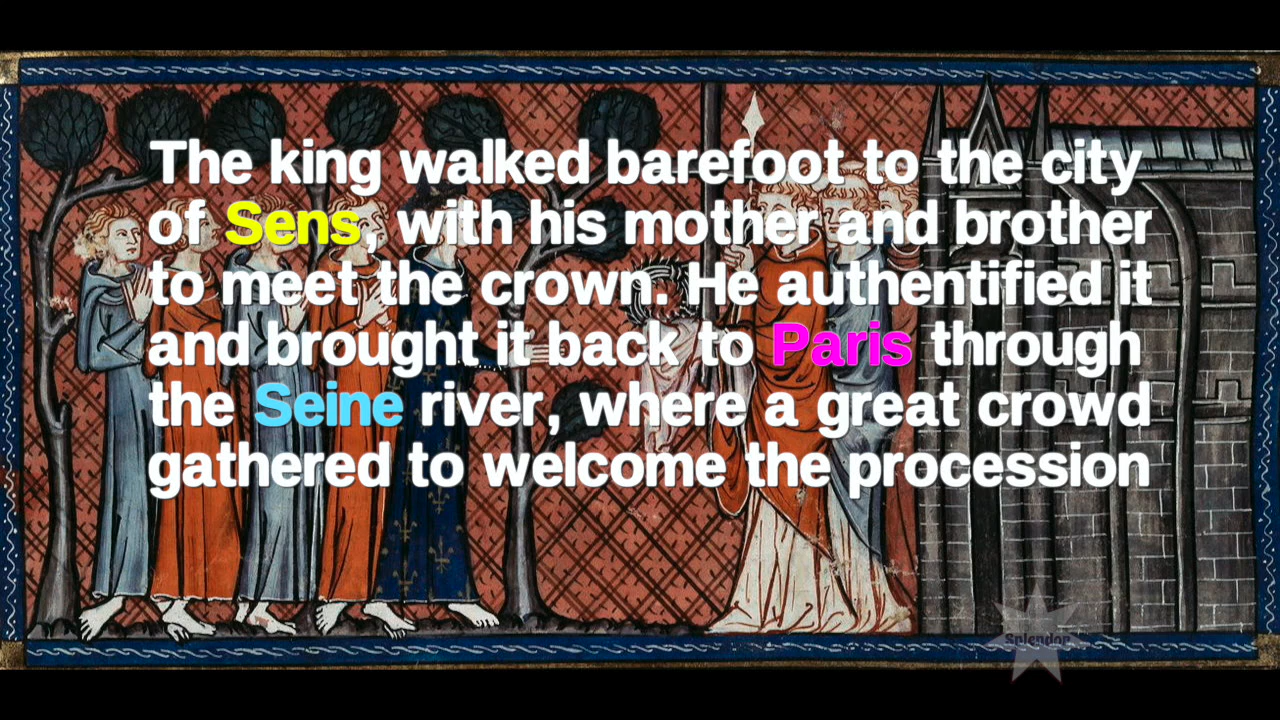 The king walked barefoot to the city
of Sens, with his mother and brother
to meet the crown. He authentified it
and brought it back to Paris through
the Seine river, where a great crowd
gathered to welcome the procession
Splendor